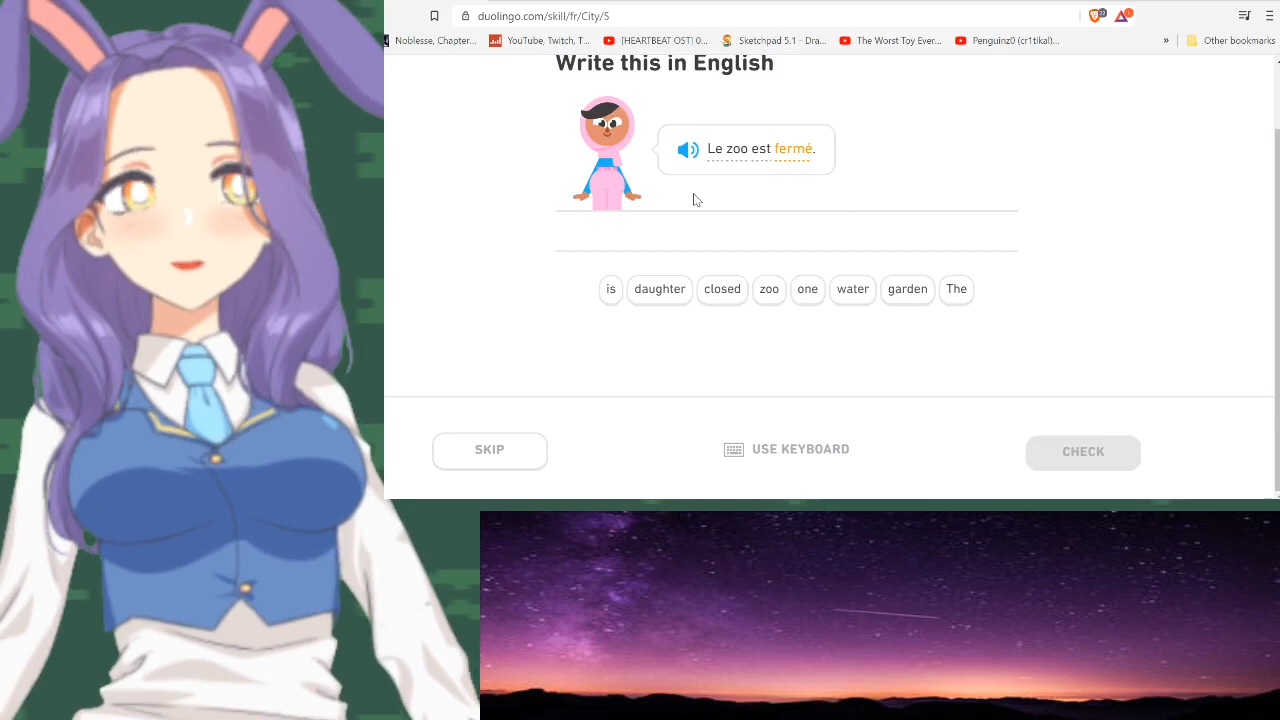 duolingo.com/skill/fr/City/5
Noblesse, Chapter... YouTube, Twitch, T... [HEARTBEAT OST] 0... Sketchpad 5.1 - Dra... The Worst Toy Ever... Penguinz0 (cr1tikal)... » Other bookmarks
Write this in English
Le zoo est fermé.
is daughter closed zoo one water garden The
SKIP USE KEYBOARD CHECK